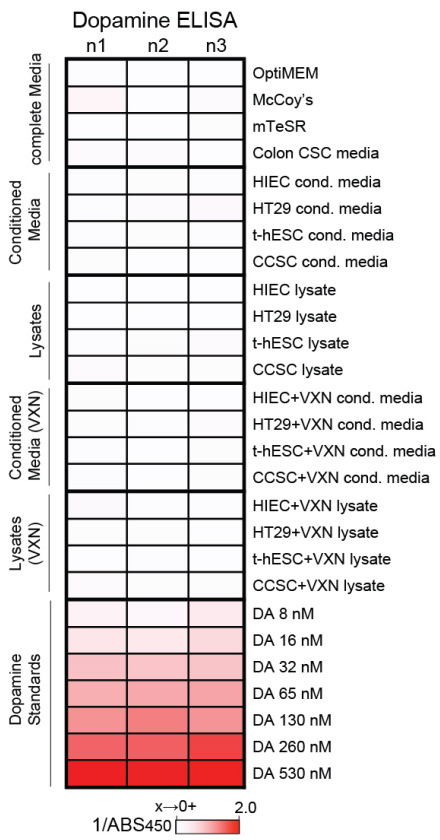 Dopamine ELISA
n1 n2 n3
complete Media
OptiMEM
McCoy's
mTeSR
Colon CSC media
Conditioned
Media
HIEC cond. media
HT29 cond. media
t-hESC cond. media
CCSC cond. media
Lysates
HIEC lysate
HT29 lysate
t-hESC lysate
CCSC lysate
Conditioned
Media (VXN)
HIEC+VXN cond. media
HT29+VXN cond. media
t-hESC+VXN cond. media
CCSC+VXN cond. media
Lysates
(VXN)
HIEC+VXN lysate
HT29+VXN lysate
t-hESC+VXN lysate
CCSC+VXN lysate
Dopamine
Standards
DA 8 nM
DA 16 nM
DA 32 nM
DA 65 nM
DA 130 nM
DA 260 nM
DA 530 nM
x→0+ 2.0
1/ABS450